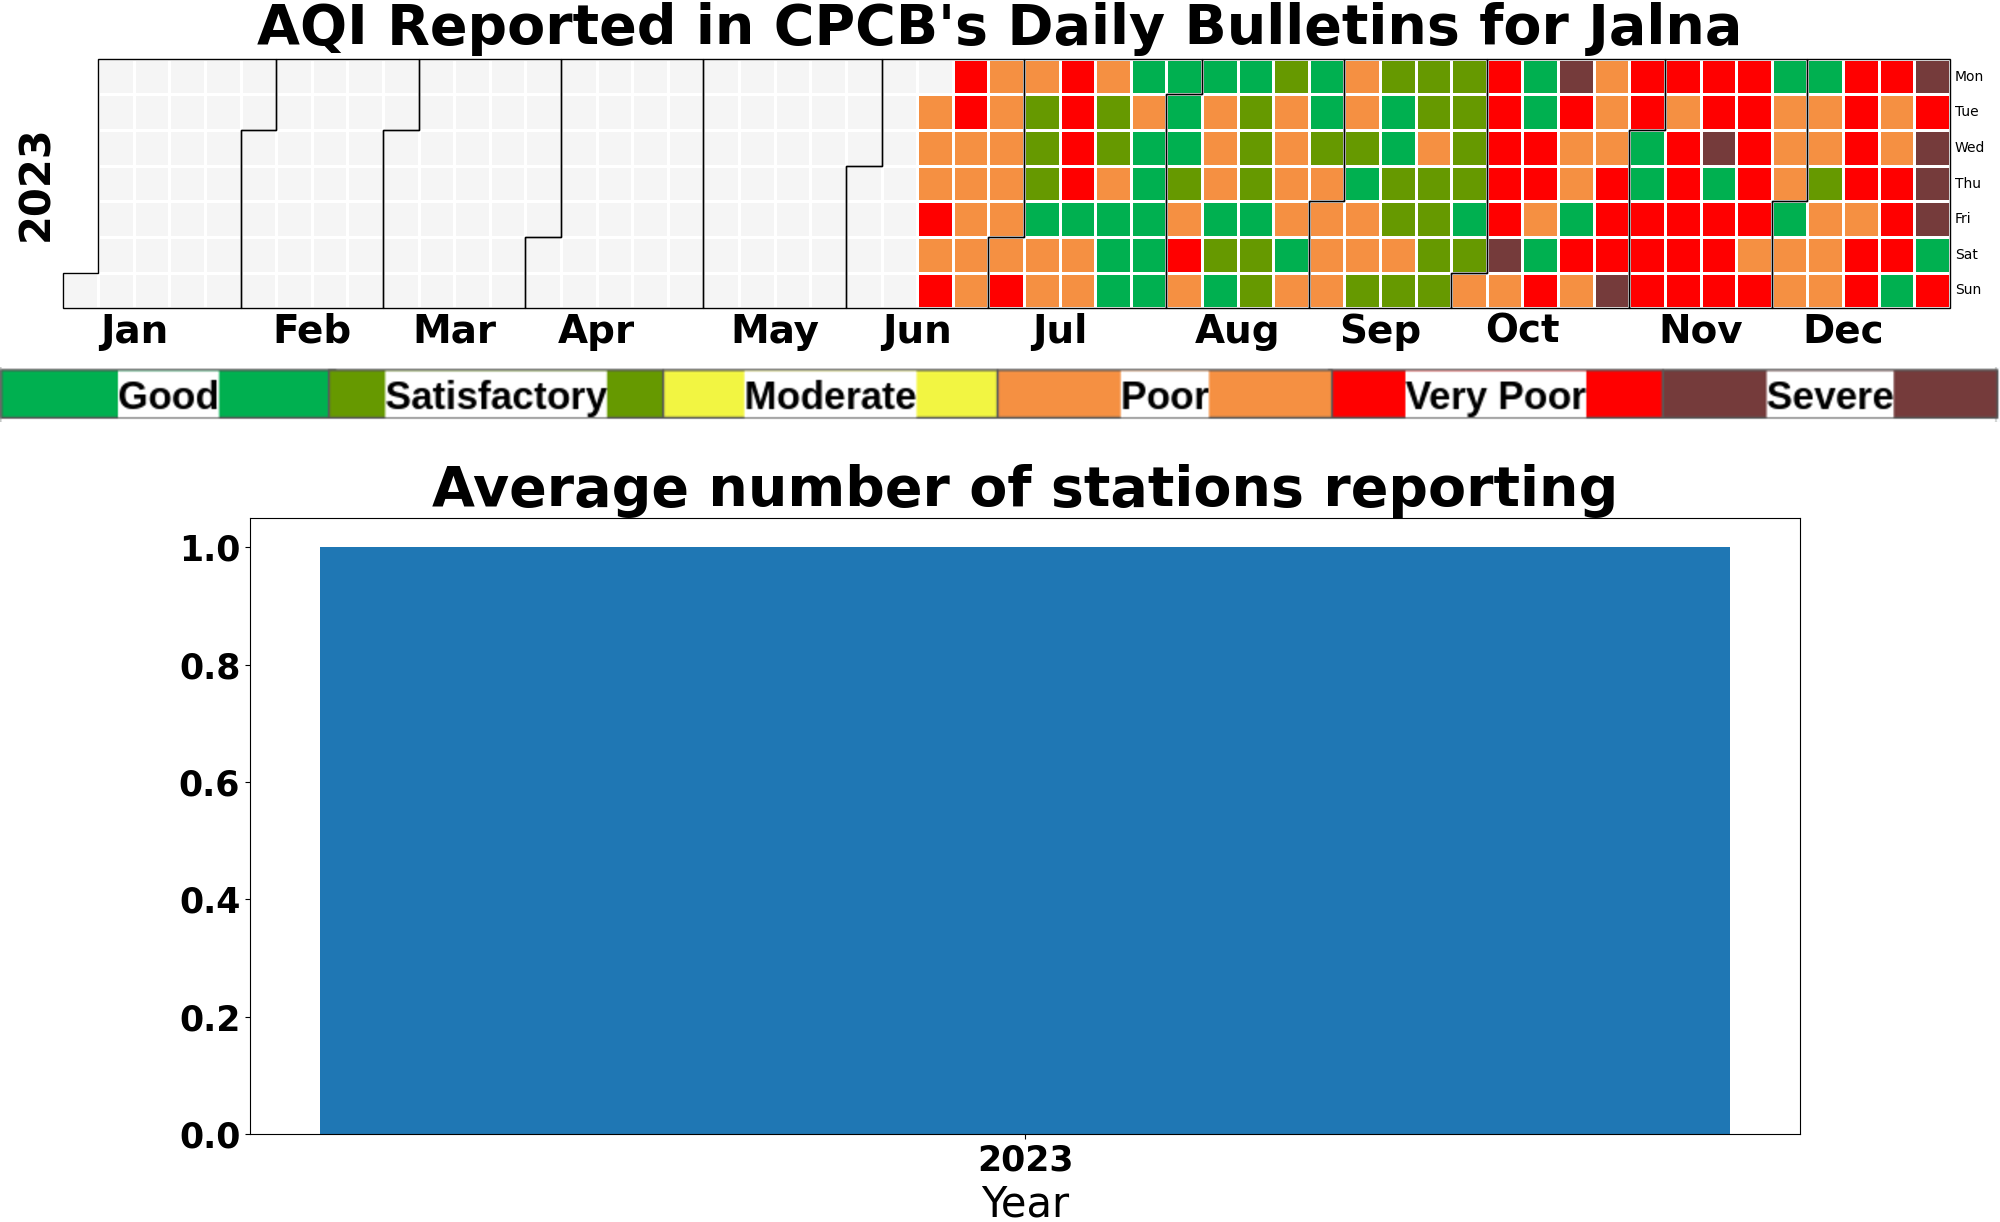 AQI Reported in CPCB's Daily Bulletins for Jalna
2023
Mon
Tue
Wed
Thu
Fri
Sat
Sun
Jan Feb Mar Apr May Jun Jul Aug Sep Oct Nov Dec
Good Satisfactory Moderate Poor Very Poor Severe
Average number of stations reporting
1.0
0.8
0.6
0.4
0.2
0.0
2023
Year